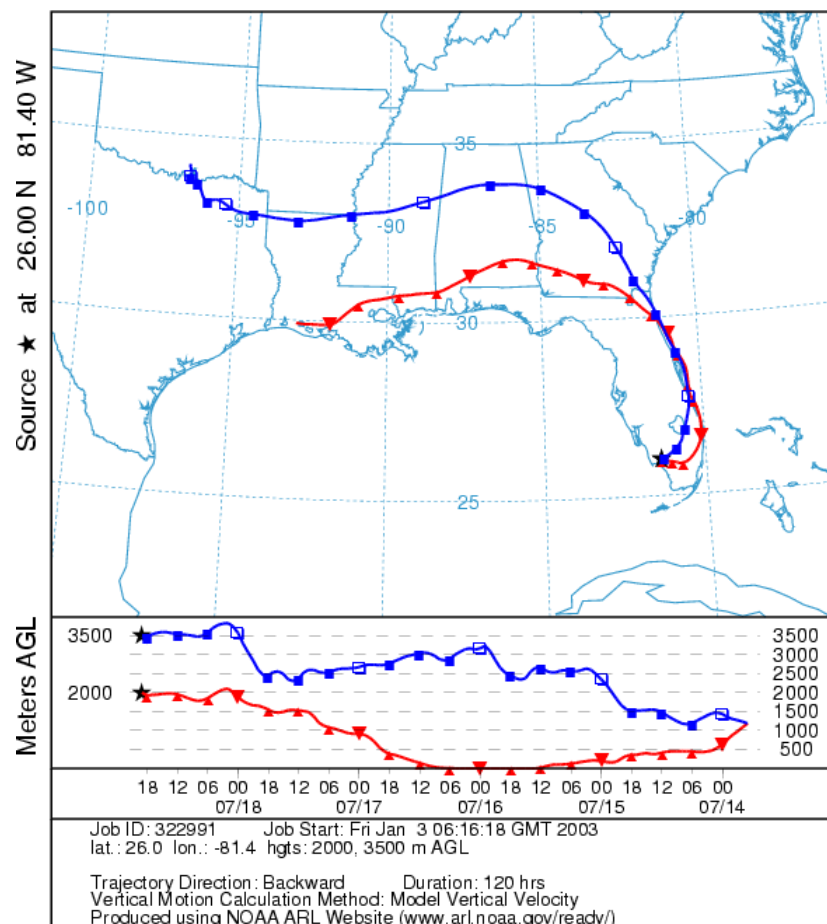 Source ★ at 26.00 N 81.40 W
35
-100
-95
-90
-85
-80
30
25
Meters AGL
3500
2000
3500
3000
2500
2000
1500
1000
500
18 12 06 00 18 12 06 00 18 12 06 00 18 12 06 00 18 12 06 00
07/18 07/17 07/16 07/15 07/14
Job ID: 322991 Job Start: Fri Jan 3 06:16:18 GMT 2003
lat.: 26.0 lon.: -81.4 hgts: 2000, 3500 m AGL
Trajectory Direction: Backward Duration: 120 hrs
Vertical Motion Calculation Method: Model Vertical Velocity
Produced using NOAA ARL Website (www.arl.noaa.gov/ready/)